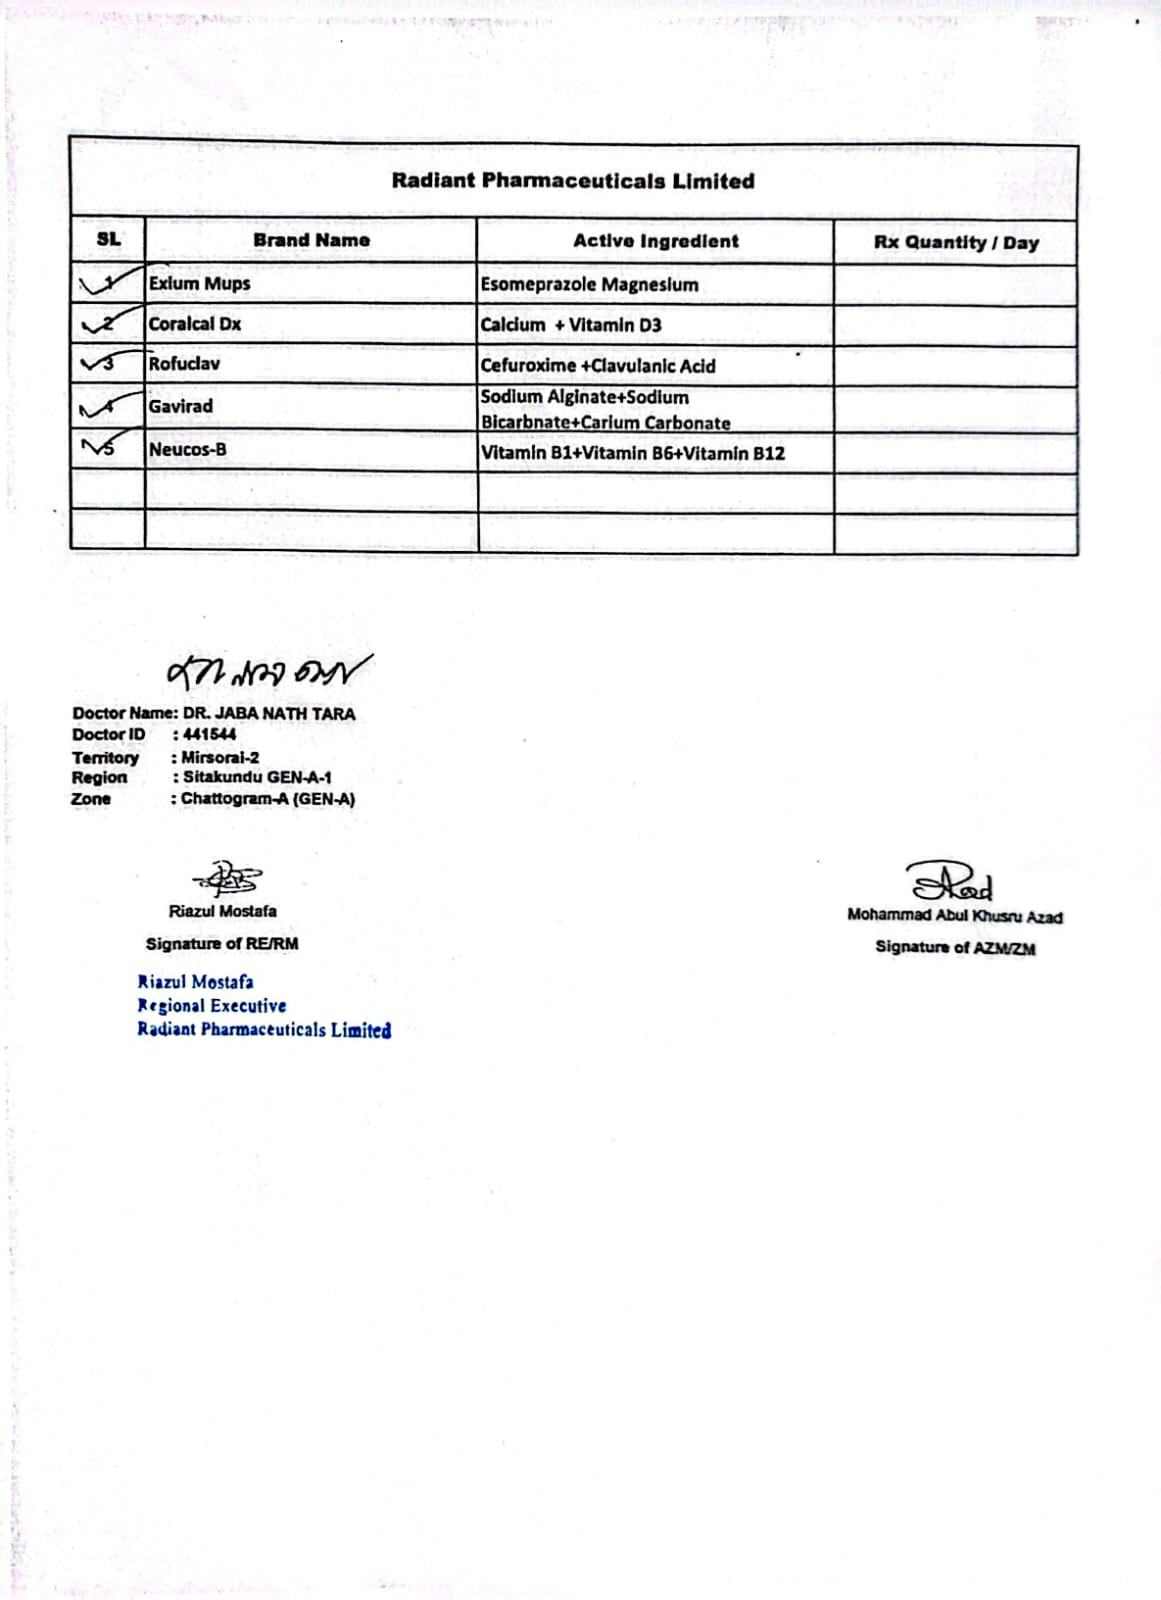 Radiant Pharmaceuticals Limited
SL Brand Name Active Ingredient Rx Quantity / Day
1 Exium Mups Esomeprazole Magnesium
2 Coralcal Dx Calcium + Vitamin D3
3 Rofuclav Cefuroxime +Clavulanic Acid
4 Gavirad Sodium Alginate+Sodium
Bicarbnate+Carium Carbonate
5 Neucos-B Vitamin B1+Vitamin B6+Vitamin B12
Doctor Name: DR. JABA NATH TARA
Doctor ID : 441544
Territory : Mirsorai-2
Region : Sitakundu GEN-A-1
Zone : Chattogram-A (GEN-A)
Riazul Mostafa
Signature of RE/RM
Riazul Mostafa
Regional Executive
Radiant Pharmaceuticals Limited
Azad
Mohammad Abul Khusru Azad
Signature of AZM/ZM